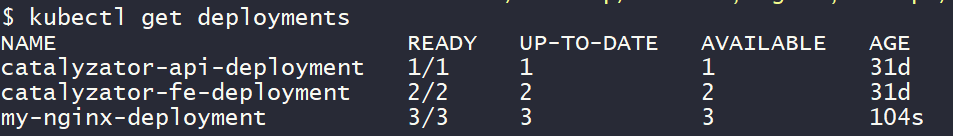 $ kubectl get deployments
NAME READY UP-TO-DATE AVAILABLE AGE
catalyzator-api-deployment 1/1 1 1 31d
catalyzator-fe-deployment 2/2 2 2 31d
my-nginx-deployment 3/3 3 3 104s